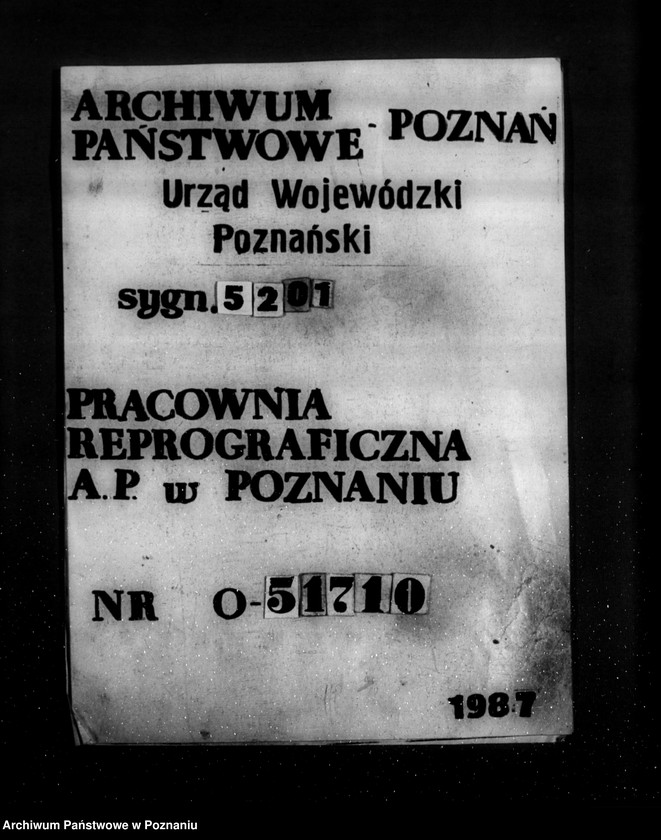 ARCHIWUM
PAŃSTWOWE - POZNAŃ
Urząd Wojewódzki
Poznański
sygn. 5201
PRACOWNIA
REPROGRAFICZNA
A.P. w POZNANIU
NR O-51710
1987
Archiwum Państwowe w Poznaniu